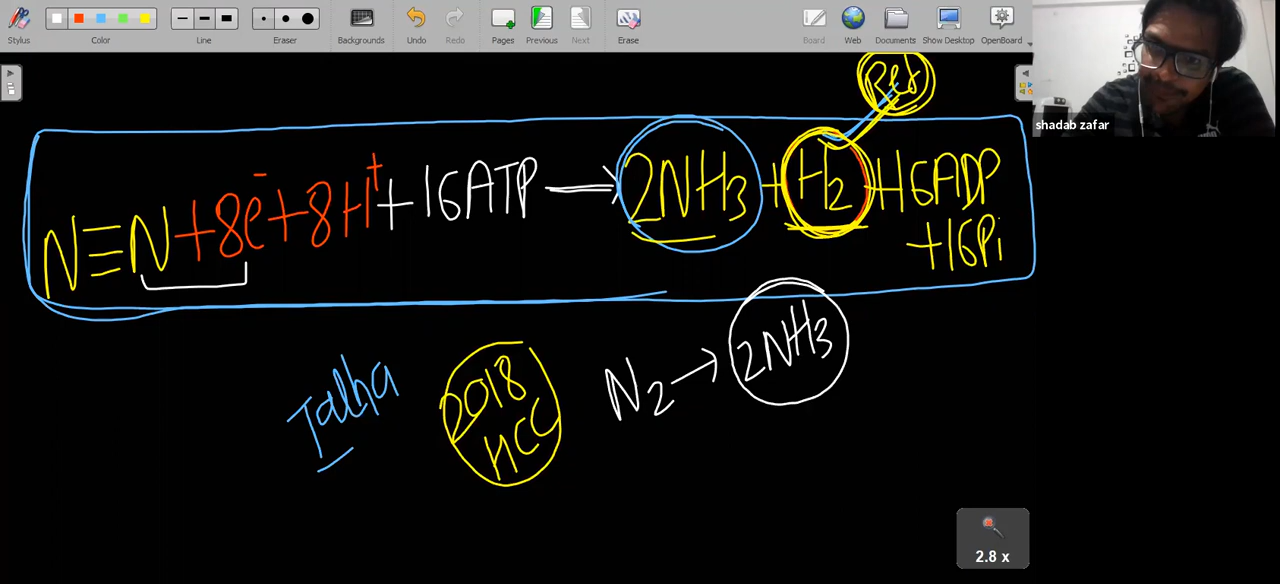 Stylus
Color
Line
Eraser
Backgrounds
Undo
Redo
Pages
Previous
Next
Erase
Board
Web
Documents
Show Desktop
OpenBoard
shadab zafar
N≡N+8e⁻+8H⁺+16ATP→2NH3+H2+16ADP
+16Pi
Talha
2018
N2→2NH3
2.8 x